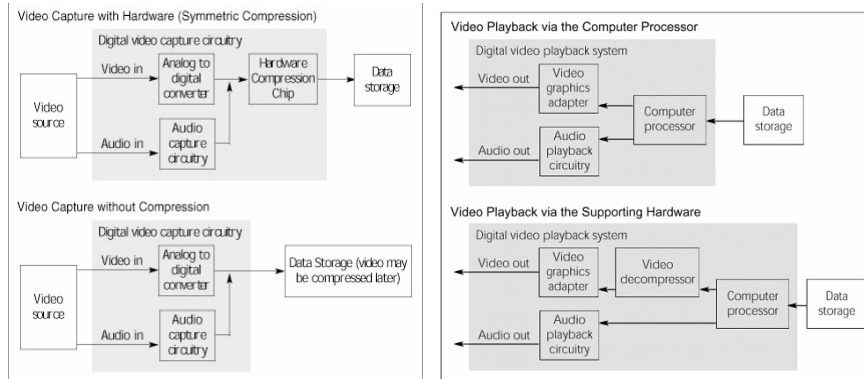 Video Capture with Hardware (Symmetric Compression)
Digital video capture circuitry
Video
source
Video in
Audio in
Analog to
digital
converter
Audio
capture
circuitry
Hardware
Compression
Chip
Data
storage
Video Capture without Compression
Digital video capture circuitry
Video
source
Video in
Audio in
Analog to
digital
converter
Audio
capture
circuitry
Data Storage (video may
be compressed later)
Video Playback via the Computer Processor
Digital video playback system
Video out
Audio out
Video
graphics
adapter
Audio
playback
circuitry
Computer
processor
Data
storage
Video Playback via the Supporting Hardware
Digital video playback system
Video out
Audio out
Video
graphics
adapter
Video
decompressor
Audio
playback
circuitry
Computer
processor
Data
storage